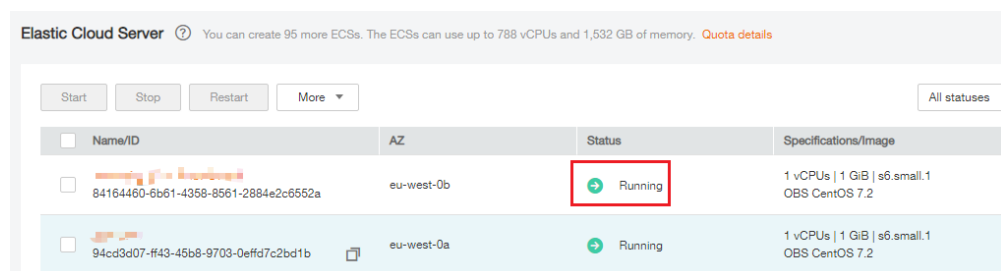 Elastic Cloud Server ? You can create 95 more ECSs. The ECSs can use up to 788 vCPUs and 1,532 GB of memory. Quota details
Start Stop Restart More All statuses
Name/ID AZ Status Specifications/Image
84164460-6b61-4358-8561-2884e2c6552a eu-west-0b Running 1 vCPUs | 1 GiB | s6.small.1
OBS CentOS 7.2
94cd3d07-ff43-45b8-9703-0effd7c2bd1b eu-west-0a Running 1 vCPUs | 1 GiB | s6.small.1
OBS CentOS 7.2